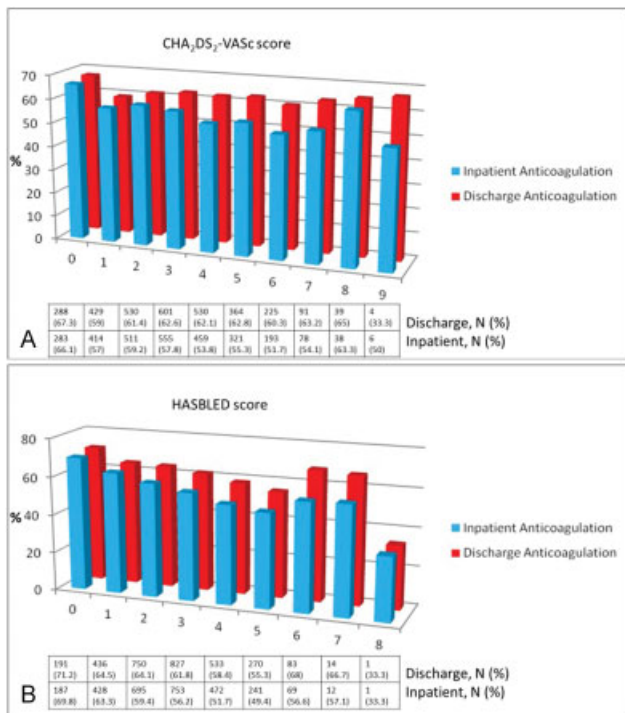 CHA₂DS₂-VASc score
70
60
50
40
30
20
10
0
%
0 1 2 3 4 5 6 7 8 9
Inpatient Anticoagulation
Discharge Anticoagulation
288 429 530 601 530 364 225 91 39 4
(67.3) (59) (61.4) (62.6) (62.1) (62.8) (60.3) (63.2) (65) (33.3)
Discharge, N (%)
283 414 511 555 459 321 193 78 38 6
(66.1) (57) (59.2) (57.8) (53.8) (55.3) (51.7) (54.1) (63.3) (50)
Inpatient, N (%)
A
HASBLED score
80
60
40
20
0
%
0 1 2 3 4 5 6 7 8
Inpatient Anticoagulation
Discharge Anticoagulation
191 436 750 827 533 270 83 14 1
(71.2) (64.5) (64.1) (61.8) (58.4) (55.3) (68) (66.7) (33.3)
Discharge, N (%)
187 428 695 753 472 241 69 12 1
(69.8) (63.3) (59.4) (56.2) (51.7) (49.4) (56.6) (57.1) (33.3)
Inpatient, N (%)
B